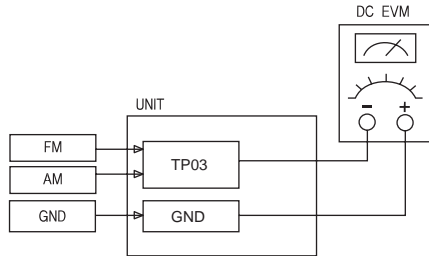 DC EVM
- +
UNIT
FM
TP03
AM
GND
GND